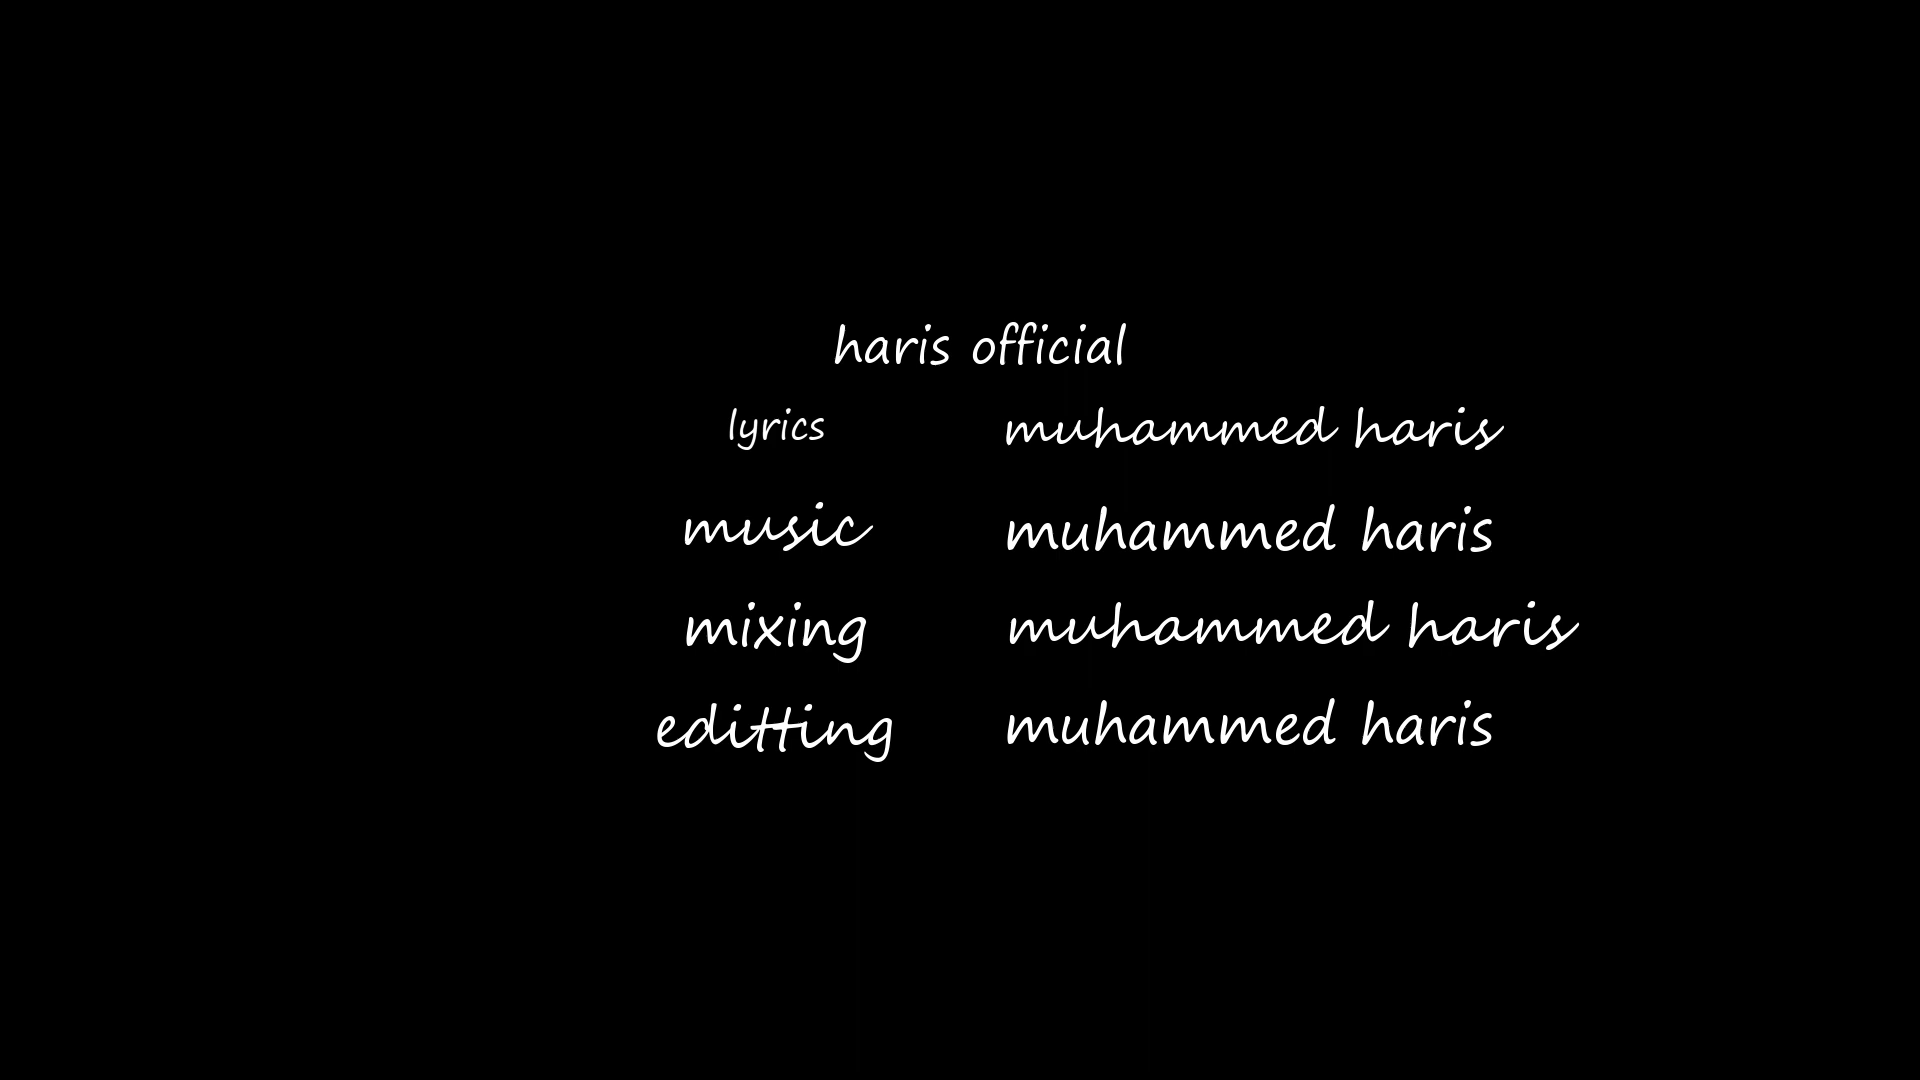 haris official
lyrics muhammed haris
music muhammed haris
mixing muhammed haris
editting muhammed haris